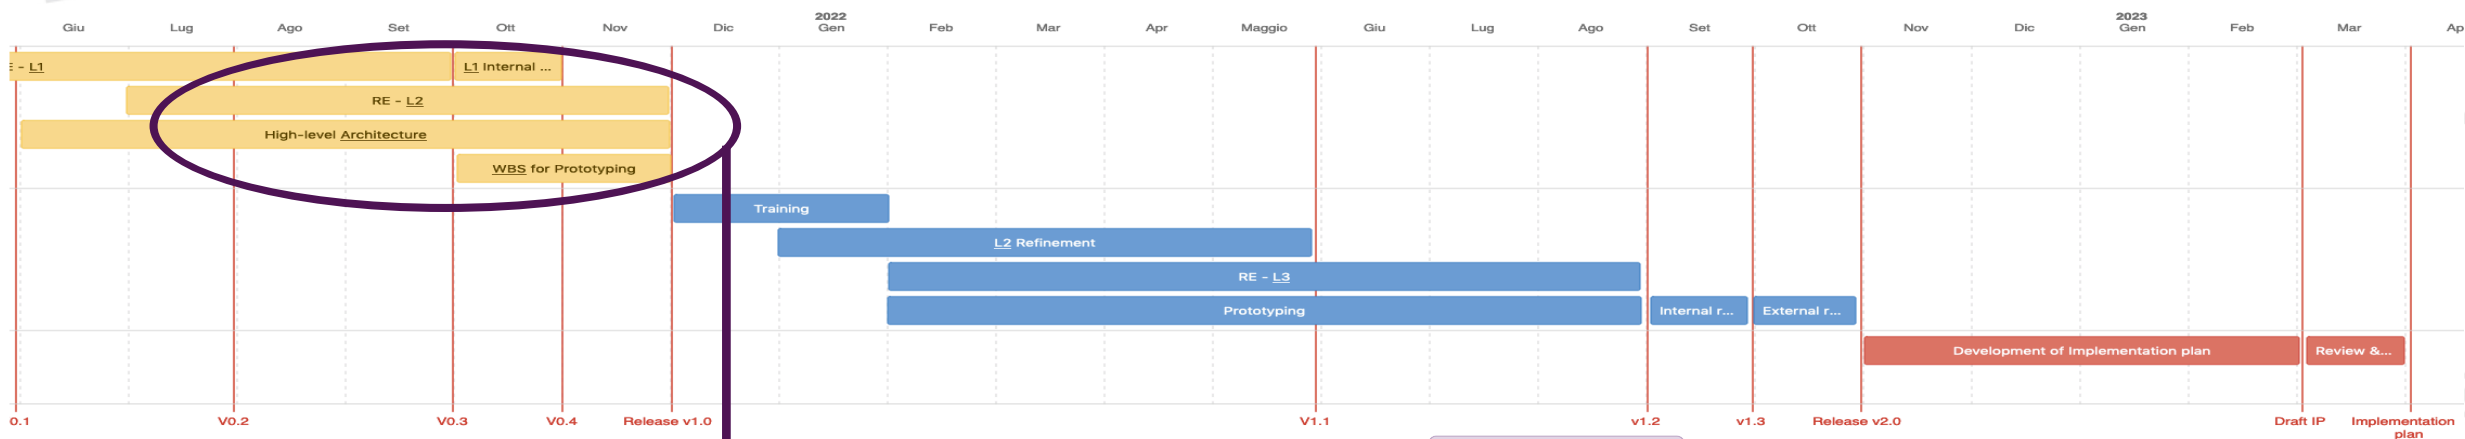 2022
2023
Giu Lug Ago Set Ott Nov Dic Gen Feb Mar Apr Maggio Giu Lug Ago Set Ott Nov Dic Gen Feb Mar Ap
E - L1 L1 Internal ...
RE - L2
High-level Architecture
WBS for Prototyping
Training
L2 Refinement
RE - L3
Prototyping Internal r... External r...
Development of Implementation plan Review &...
0.1 V0.2 V0.3 V0.4 Release v1.0 V1.1 v1.2 v1.3 Release v2.0 Draft IP Implementation
plan